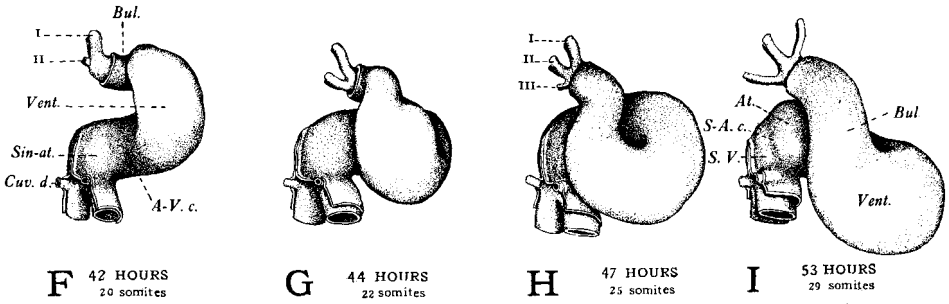 Bul.
I
II
Vent.
Sin-at.
Cuv. d.
A-V. c.
F 42 HOURS
20 somites
G 44 HOURS
22 somites
I
II
III
H 47 HOURS
25 somites
At.
S-A. c.
S. V.
Bul
Vent.
I 53 HOURS
29 somites